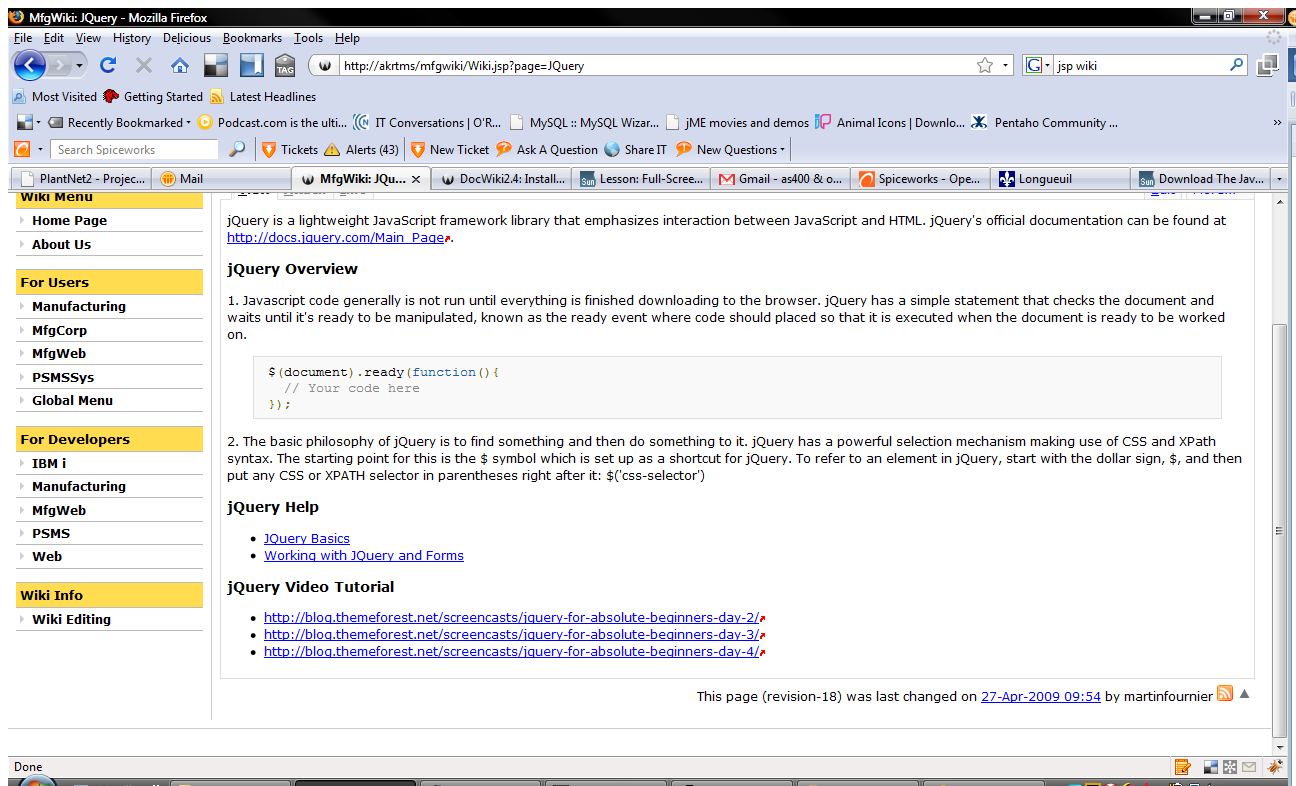 MfgWiki: JQuery - Mozilla Firefox
File Edit View History Delicious Bookmarks Tools Help
TAG http://akrtms/mfgwiki/Wiki.jsp?page=JQuery G jsp wiki
Most Visited Getting Started Latest Headlines
Recently Bookmarked Podcast.com is the ulti... IT Conversations | O'R... MySQL :: MySQL Wizar... jME movies and demos Animal Icons | Downlo... Pentaho Community ... »
Search Spiceworks Tickets Alerts (43) New Ticket Ask A Question Share IT New Questions
PlantNet2 - Projec... Mail MfgWiki: JQu... DocWiki2.4: Install... Lesson: Full-Scree... Gmail - as400 & o... Spiceworks - Ope... Longueuil Download The Jav...
Wiki Menu
Home Page
About Us
For Users
Manufacturing
MfgCorp
MfgWeb
PSMSSys
Global Menu
For Developers
IBM i
Manufacturing
MfgWeb
PSMS
Web
Wiki Info
Wiki Editing
jQuery is a lightweight JavaScript framework library that emphasizes interaction between JavaScript and HTML. jQuery's official documentation can be found at
http://docs.jquery.com/Main_Page.
jQuery Overview
1. Javascript code generally is not run until everything is finished downloading to the browser. jQuery has a simple statement that checks the document and
waits until it's ready to be manipulated, known as the ready event where code should placed so that it is executed when the document is ready to be worked
on.
$(document).ready(function(){
// Your code here
});
2. The basic philosophy of jQuery is to find something and then do something to it. jQuery has a powerful selection mechanism making use of CSS and XPath
syntax. The starting point for this is the $ symbol which is set up as a shortcut for jQuery. To refer to an element in jQuery, start with the dollar sign, $, and then
put any CSS or XPATH selector in parentheses right after it: $('css-selector')
jQuery Help
• JQuery Basics
• Working with JQuery and Forms
jQuery Video Tutorial
• http://blog.themeforest.net/screencasts/jquery-for-absolute-beginners-day-2/
• http://blog.themeforest.net/screencasts/jquery-for-absolute-beginners-day-3/
• http://blog.themeforest.net/screencasts/jquery-for-absolute-beginners-day-4/
This page (revision-18) was last changed on 27-Apr-2009 09:54 by martinfournier
Done